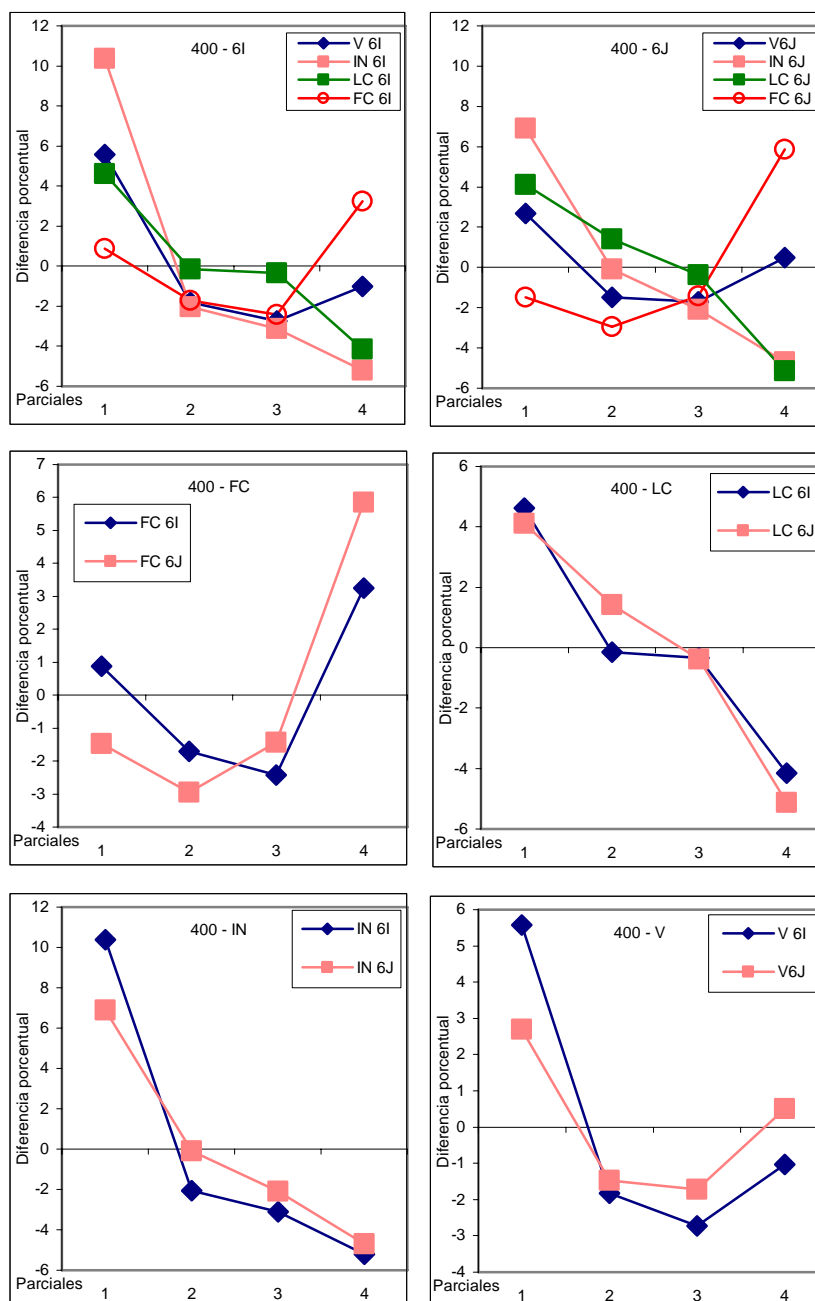 400 - 6I
V 6I
IN 6I
LC 6I
FC 6I
Diferencia porcentual
12
10
8
6
4
2
0
-2
-4
-6
Parciales
1 2 3 4
400 - 6J
V6J
IN 6J
LC 6J
FC 6J
Diferencia porcentual
12
10
8
6
4
2
0
-2
-4
-6
Parciales
1 2 3 4
400 - FC
FC 6I
FC 6J
Diferencia porcentual
7
6
5
4
3
2
1
0
-1
-2
-3
-4
Parciales
1 2 3 4
400 - LC
LC 6I
LC 6J
Diferencia porcentual
6
4
2
0
-2
-4
-6
Parciales
1 2 3 4
400 - IN
IN 6I
IN 6J
Diferencia porcentual
12
10
8
6
4
2
0
-2
-4
-6
Parciales
1 2 3 4
400 - V
V 6I
V6J
Diferencia porcentual
6
5
4
3
2
1
0
-1
-2
-3
-4
Parciales
1 2 3 4